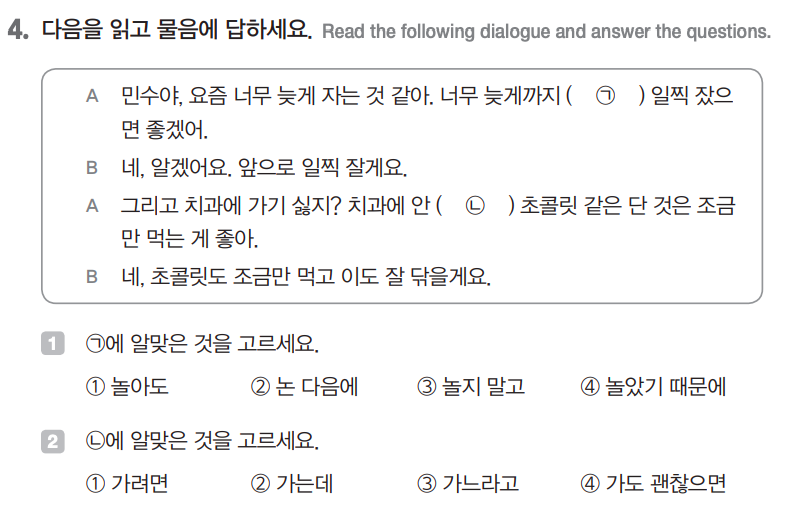 4. 다음을 읽고 물음에 답하세요. Read the following dialogue and answer the questions.
A 민수야, 요즘 너무 늦게 자는 것 같아. 너무 늦게까지 ( ㉠ ) 일찍 잤으
면 좋겠어.
B 네, 알겠어요. 앞으로 일찍 잘게요.
A 그리고 치과에 가기 싫지? 치과에 안 ( ㉡ ) 초콜릿 같은 단 것은 조금
만 먹는 게 좋아.
B 네, 초콜릿도 조금만 먹고 이도 잘 닦을게요.
1 ㉠에 알맞은 것을 고르세요.
① 놀아도 ② 논 다음에 ③ 놀지 말고 ④ 놀았기 때문에
2 ㉡에 알맞은 것을 고르세요.
① 가려면 ② 가는데 ③ 가느라고 ④ 가도 괜찮으면